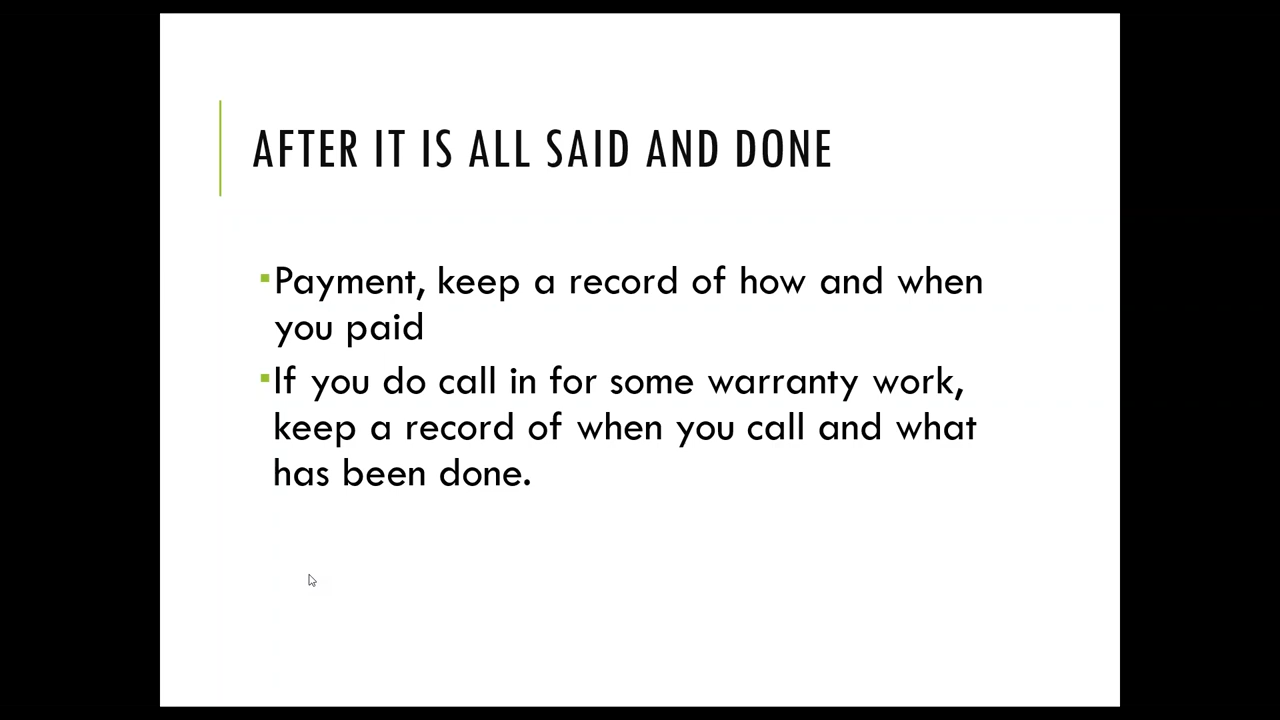 AFTER IT IS ALL SAID AND DONE
Payment, keep a record of how and when
you paid
If you do call in for some warranty work,
keep a record of when you call and what
has been done.